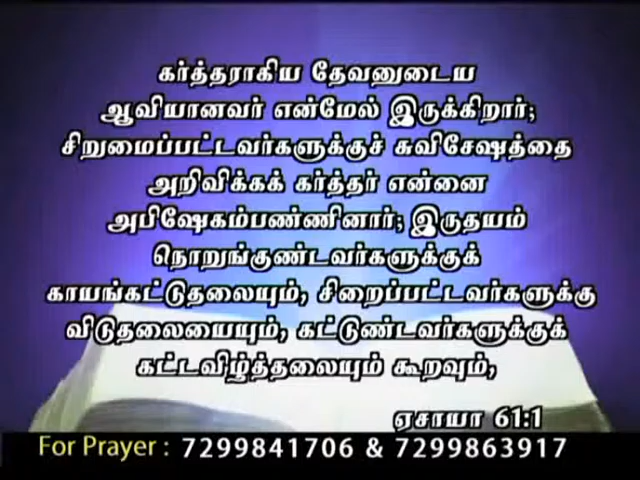 கர்த்தராகிய தேவனுடைய
ஆவியானவர் என்மேல் இருக்கிறார்;
சிறுமைப்பட்டவர்களுக்குச் சுவிசேஷத்தை
அறிவிக்கக் கர்த்தர் என்னை
அபிஷேகம்பண்ணினார்; இருதயம்
நொறுங்குண்டவர்களுக்குக்
காயங்கட்டுதலையும், சிறைப்பட்டவர்களுக்கு
விடுதலையையும், கட்டுண்டவர்களுக்குக்
கட்டவிழ்த்தலையும் கூறவும்,
ஏசாயா 61:1
For Prayer : 7299841706 & 7299863917